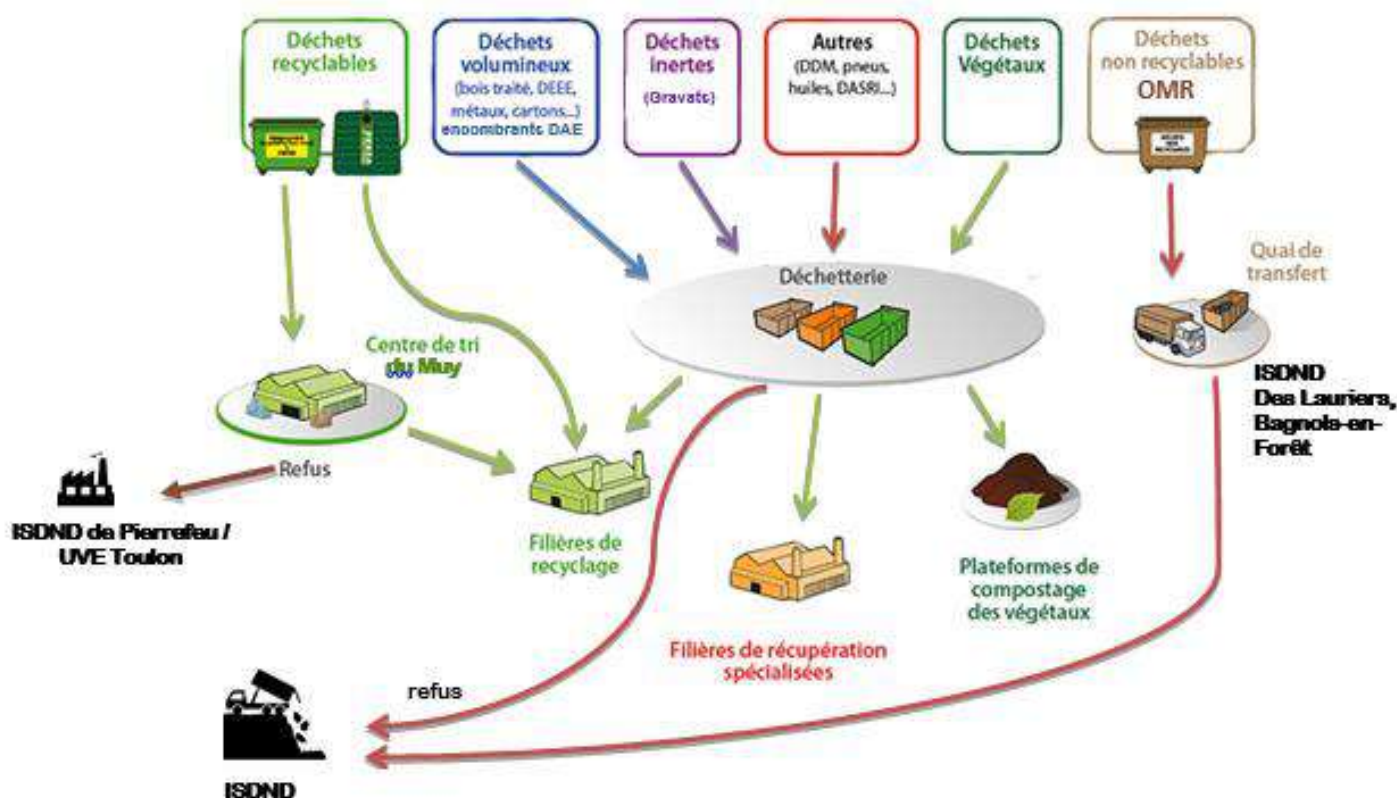 Déchets
recyclables
Déchets
volumineux
(bois traité, DEEE,
métaux, cartons...)
encombrants DAE
Déchets
inertes
(Gravats)
Autres
(DDM, pneus,
huiles, DASRI...)
Déchets
Végétaux
Déchets
non recyclables
OMR
Déchetterie
Quai de
transfert
Centre de tri
du Muy
ISDND
Des Lauriers,
Bagnols-en-
Forêt
Refus
ISDND de Pierrefeu /
UVE Toulon
Filières de
recyclage
Plateformes de
compostage
des végétaux
Filières de récupération
spécialisées
refus
ISDND